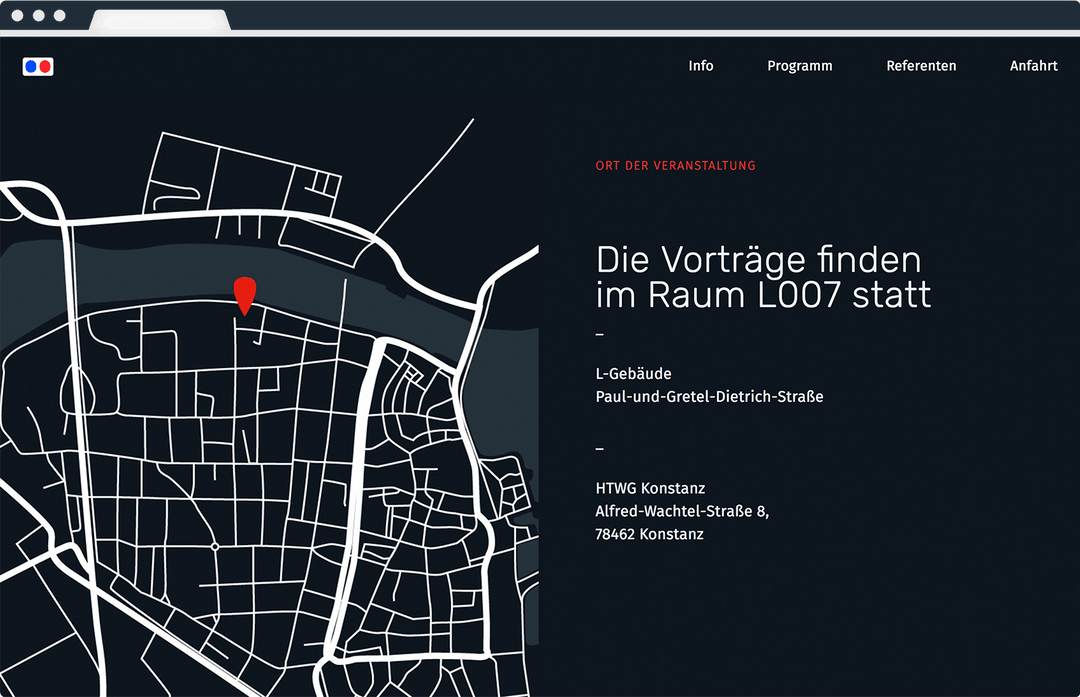 Info
Programm
Referenten
Anfahrt
ORT DER VERANSTALTUNG
Die Vorträge finden
im Raum L007 statt
–
L-Gebäude
Paul-und-Gretel-Dietrich-Straße
–
HTWG Konstanz
Alfred-Wachtel-Straße 8,
78462 Konstanz